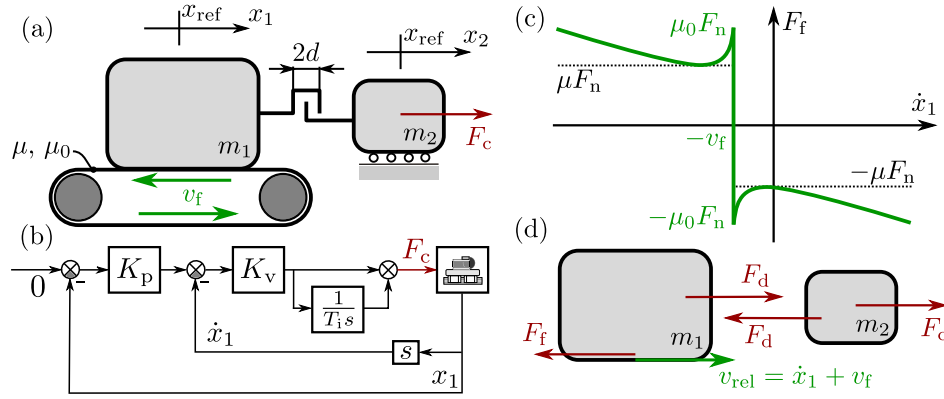 (a)
x_ref x_1
2d
x_ref x_2
m_1
m_2
F_c
μ, μ_0
v_f
(b)
0
-
K_p
-
K_v
1/(T_i s)
F_c
ẋ_1
s
x_1
(c)
μ_0F_n
F_f
μF_n
ẋ_1
-v_f
-μF_n
-μ_0F_n
(d)
F_d
F_f
m_1
F_d
m_2
F_c
v_rel = ẋ_1 + v_f